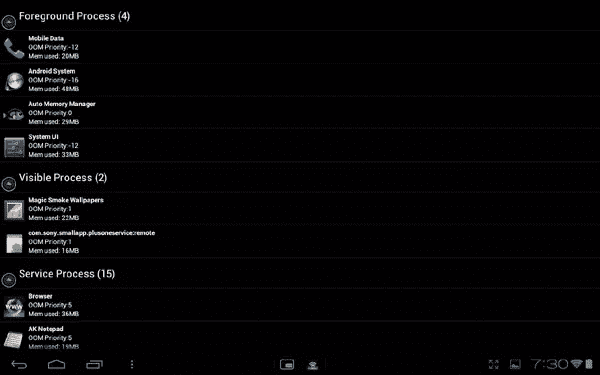 Foreground Process (4)
Mobile Data
OOM Priority:-12
Mem used: 20MB
Android System
OOM Priority:-16
Mem used: 48MB
Auto Memory Manager
OOM Priority:0
Mem used: 29MB
System UI
OOM Priority:-12
Mem used: 33MB
Visible Process (2)
Magic Smoke Wallpapers
OOM Priority:1
Mem used: 22MB
com.sony.smallapp.plusoneservice:remote
OOM Priority:1
Mem used: 16MB
Service Process (15)
Browser
OOM Priority:5
Mem used: 36MB
AK Notepad
OOM Priority:5
Mem used: 19MB
7:30